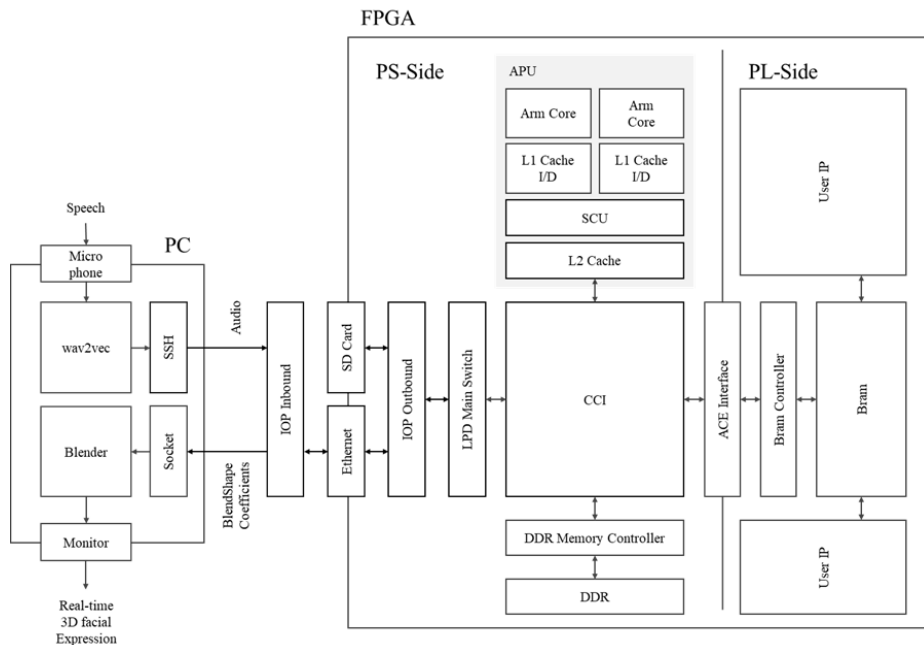 FPGA
PS-Side
PL-Side
APU
Arm Core
Arm
Core
L1 Cache
I/D
L1 Cache
I/D
SCU
L2 Cache
User IP
Speech
PC
Micro
phone
wav2vec
SSH
Audio
IOP Inbound
SD Card
IOP Outbound
LPD Main Switch
CCI
ACE Interface
Bram Controller
Bram
Blender
Socket
BlendShape
Coefficients
Ethernet
Monitor
DDR Memory Controller
DDR
User IP
Real-time
3D facial
Expression